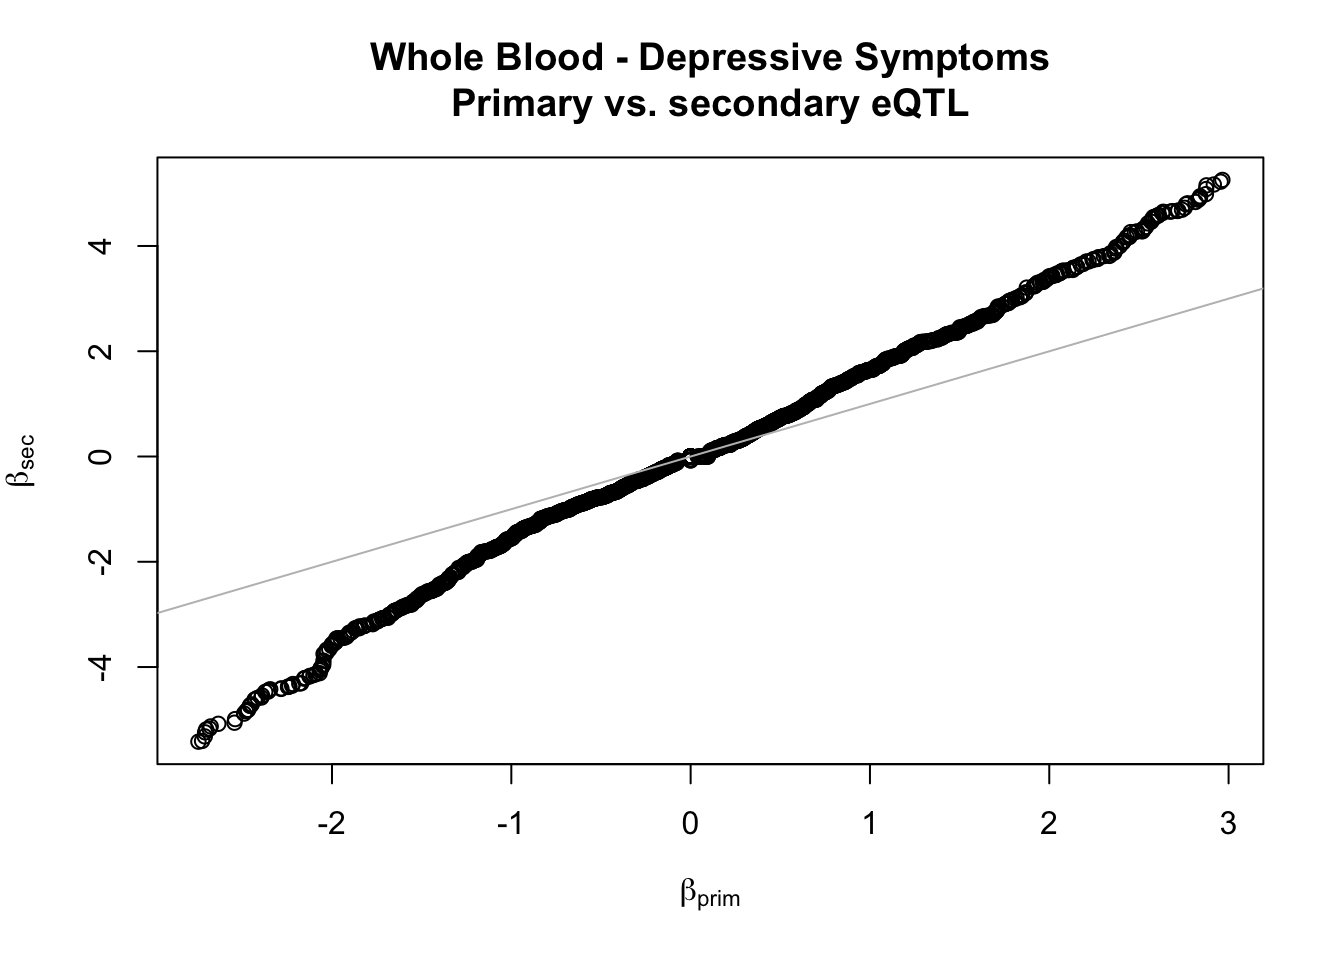 Whole Blood - Depressive Symptoms
Primary vs. secondary eQTL
4
2
0
-2
-4
βsec
-2 -1 0 1 2 3
βprim